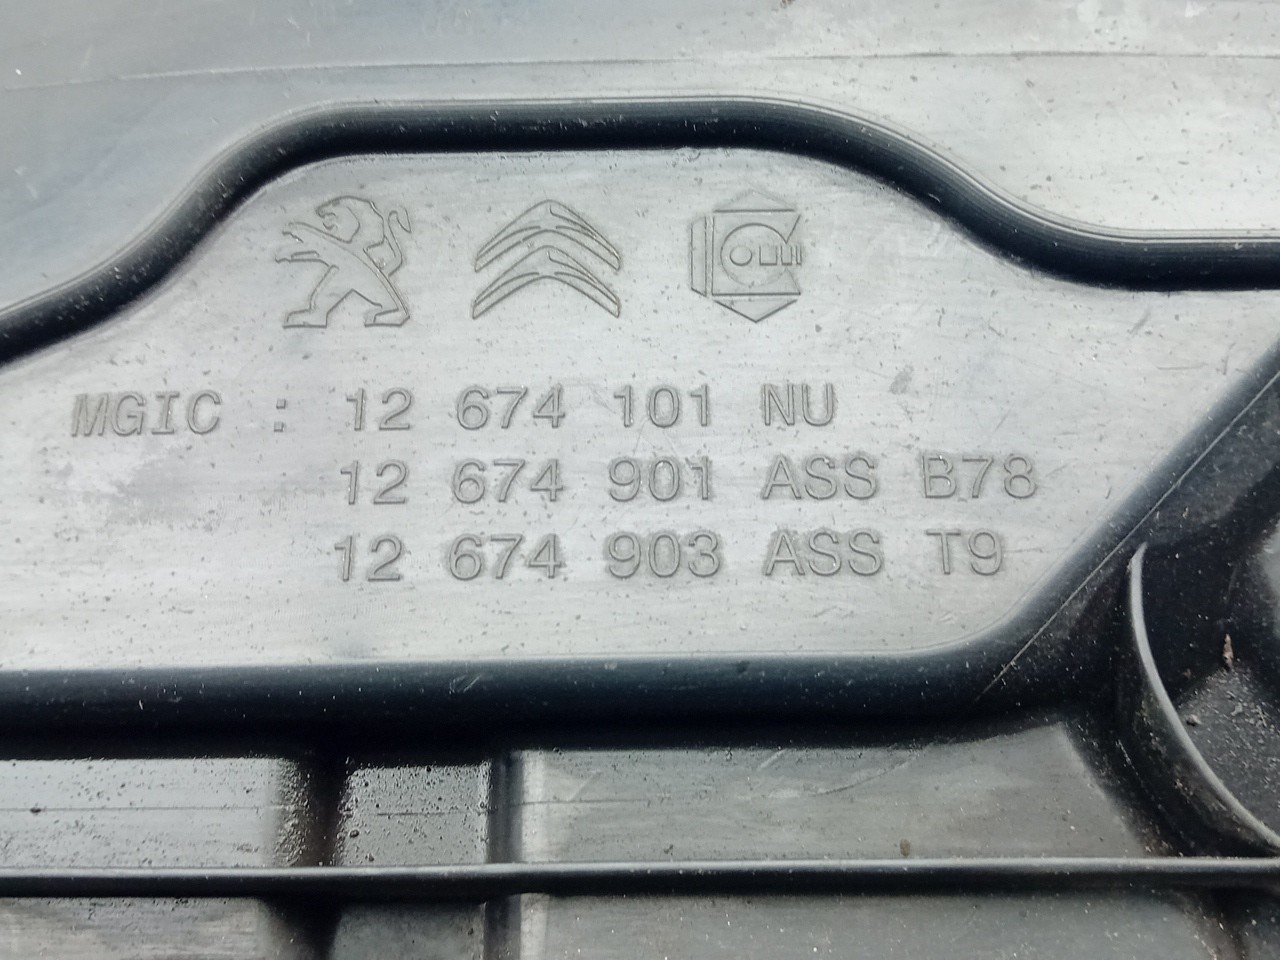 MGIC : 12 674 101 NU
12 674 901 ASS B78
12 674 903 ASS T9